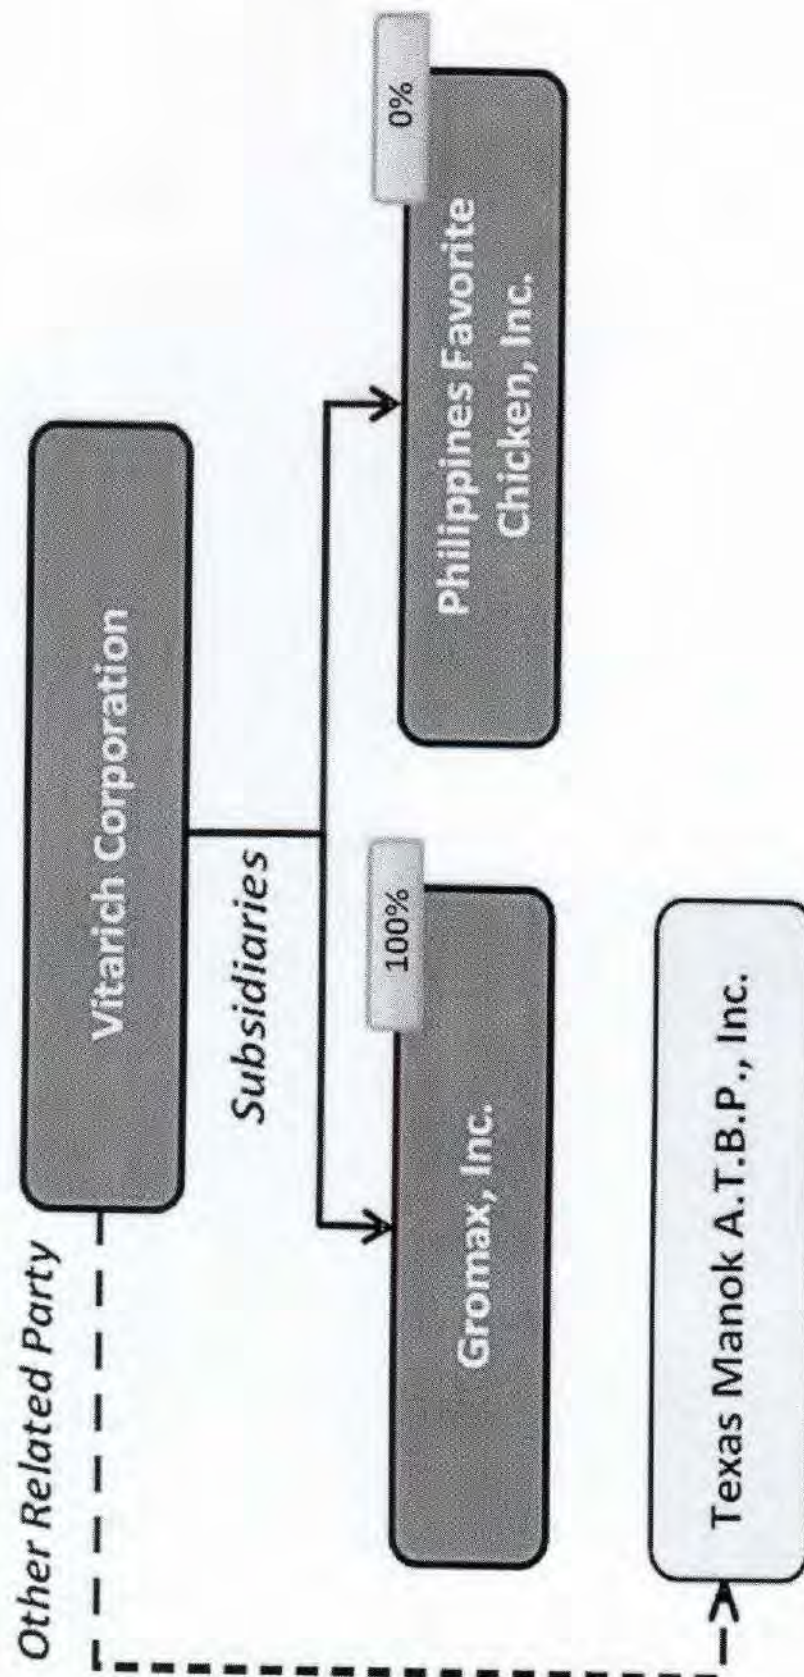 Other Related Party
Vitarich Corporation
Subsidiaries
100%
0%
Gromax, Inc.
Philippines Favorite
Chicken, Inc.
Texas Manok A.T.B.P., Inc.